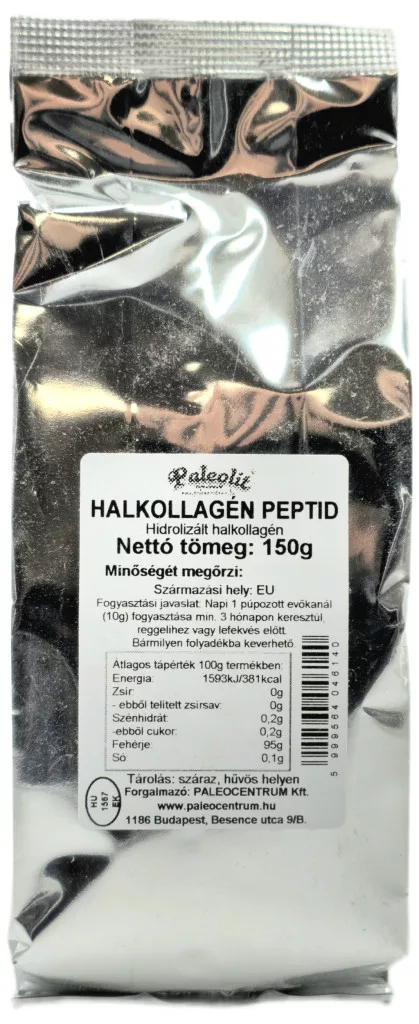 Paleolit
HALKOLLAGÉN PEPTID
Hidrolizált halkollagén
Nettó tömeg: 150g
Minőségét megőrzi:
Származási hely: EU
Fogyasztási javaslat: Napi 1 púpozott evőkanál
(10g) fogyasztása min. 3 hónapon keresztül,
reggelihez vagy lefekvés előtt.
Bármilyen folyadékba keverhető
Átlagos tápérték 100g termékben:
Energia: 1593kJ/381kcal
Zsír: 0g
- ebből telített zsírsav: 0g
Szénhidrát: 0,2g
-ebből cukor: 0,2g
Fehérje: 95g
Só: 0,1g
5 999564 046140
Tárolás: száraz, hűvös helyen
Forgalmazó: PALEOCENTRUM Kft.
www.paleocentrum.hu
1186 Budapest, Besence utca 9/B.
HU
1567
EK